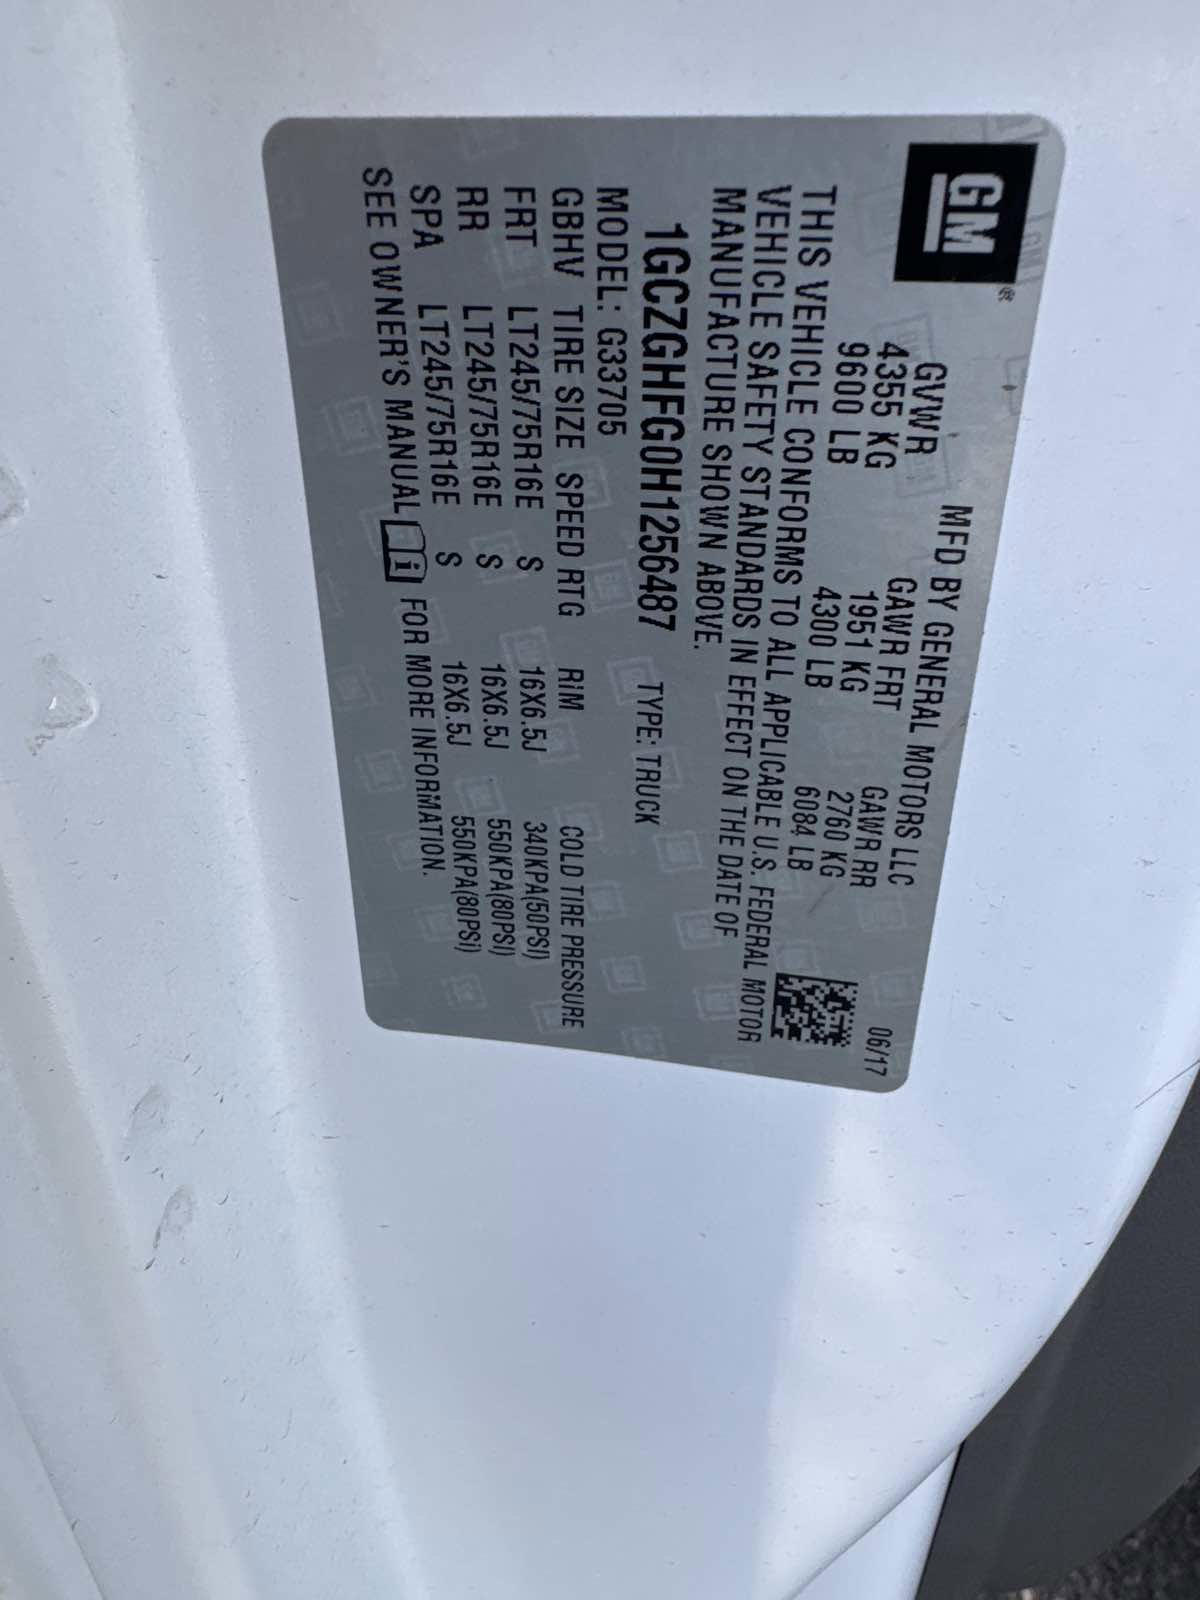 GM®
MFD BY GENERAL MOTORS LLC 06/17
GVWR GAWR FRT GAWR RR
4355 KG 1951 KG 2760 KG
9600 LB 4300 LB 6084 LB
THIS VEHICLE CONFORMS TO ALL APPLICABLE U.S. FEDERAL MOTOR
VEHICLE SAFETY STANDARDS IN EFFECT ON THE DATE OF
MANUFACTURE SHOWN ABOVE.
1GCZGHFG0H1256487 TYPE: TRUCK
MODEL: G33705
GBHV TIRE SIZE SPEED RTG RIM COLD TIRE PRESSURE
FRT LT245/75R16E S 16X6.5J 340KPA(50PSI)
RR LT245/75R16E S 16X6.5J 550KPA(80PSI)
SPA LT245/75R16E S 16X6.5J 550KPA(80PSI)
SEE OWNER'S MANUAL i FOR MORE INFORMATION.